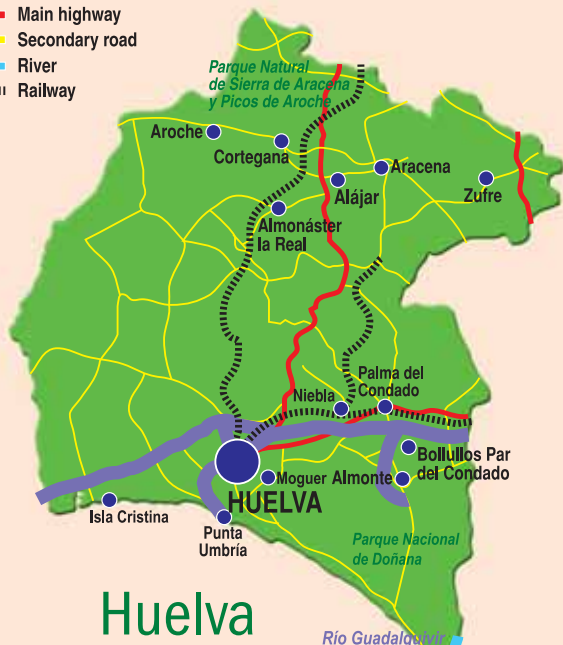 Main highway
Secondary road
River
Railway
Parque Natural
de Sierra de Aracena
y Picos de Aroche
Aroche
Cortegana
Aracena
Alájar
Zufre
Almonáster
la Real
Palma del
Condado
Niebla
Bollullos Par
del Condado
Moguer
Almonte
HUELVA
Isla Cristina
Punta
Umbría
Parque Nacional
de Doñana
Huelva
Río Guadalquivir